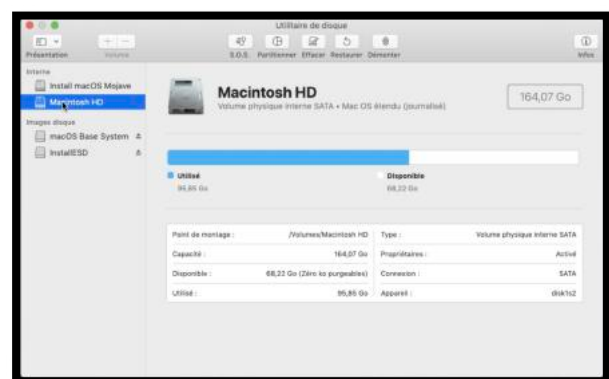 Utilitaire de disque
Présentation Volume S.O.S. Partitionner Effacer Restaurer Démonter Infos
Interne
Install macOS Mojave
Macintosh HD
Images disque
macOS Base System
InstallESD
Macintosh HD
Volume physique interne SATA • Mac OS étendu (journalisé)
164,07 Go
Utilisé
95,85 Go
Disponible
68,22 Go
Point de montage : /Volumes/Macintosh HD
Type : Volume physique interne SATA
Capacité : 164,07 Go
Propriétaires : Activé
Disponible : 68,22 Go (Zéro ko purgeables)
Connexion : SATA
Utilisé : 95,85 Go
Appareil : disk1s2